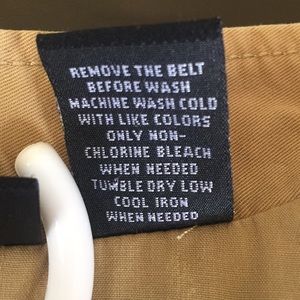 REMOVE THE BELT
BEFORE WASH
MACHINE WASH COLD
WITH LIKE COLORS
ONLY NON-
CHLORINE BLEACH
WHEN NEEDED
TUMBLE DRY LOW
COOL IRON
WHEN NEEDED